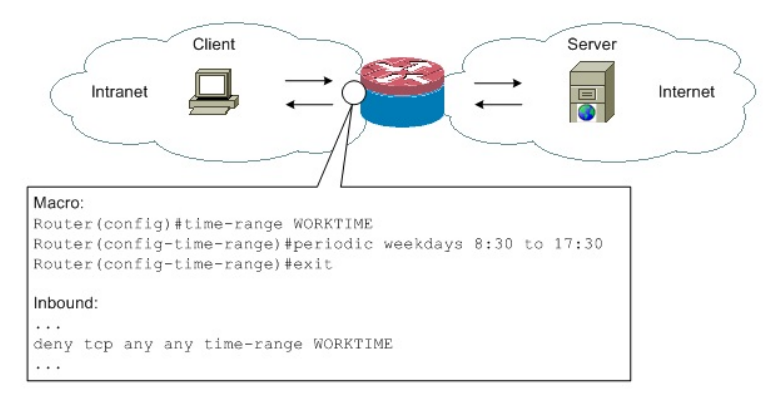 Client
Server
Intranet
Internet
Macro:
Router(config)#time-range WORKTIME
Router(config-time-range)#periodic weekdays 8:30 to 17:30
Router(config-time-range)#exit
Inbound:
...
deny tcp any any time-range WORKTIME
...